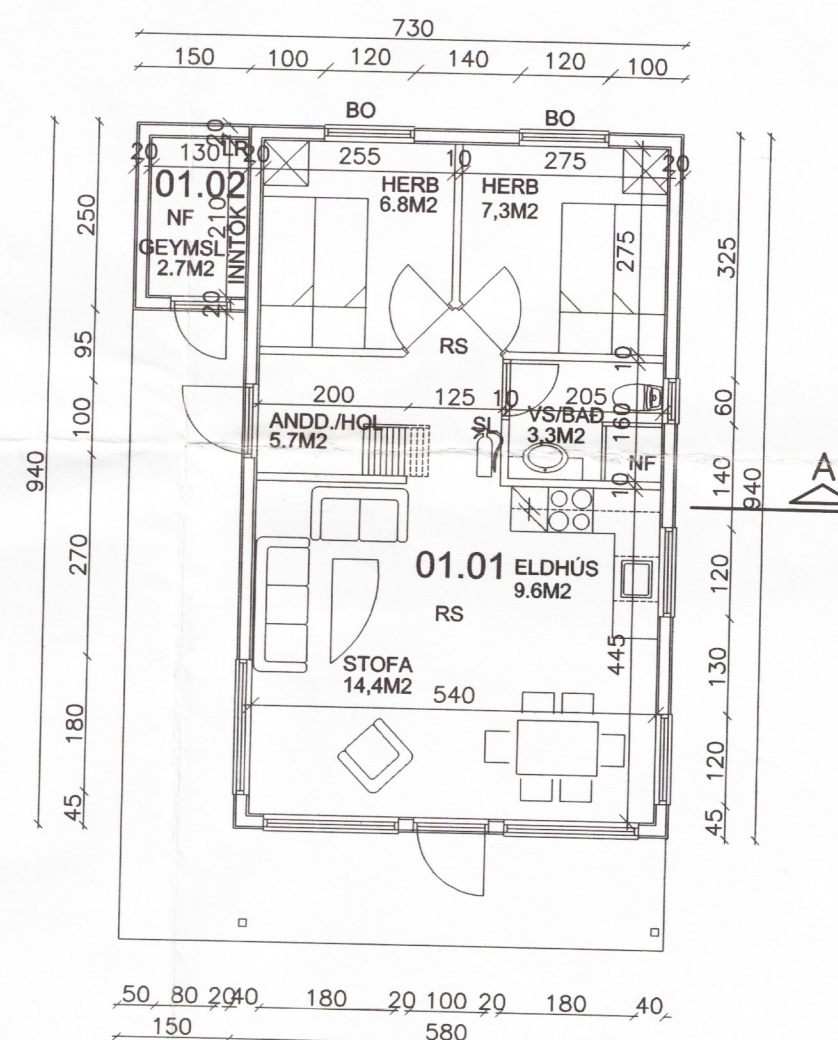 730
150 100 120 140 120 100
BO BO
20 130 20 255 10 275 20
20
LR
01.02
NF
GEYMSL
2.7M2
210
INNTÖK
20
HERB
6.8M2
HERB
7,3M2
275
250
95
100
270
180
45
940
325
60
140
120
130
120
45
940
RS
10
200 125 10 205
ANDD./HOL
5.7M2
SL
VS/BAÐ
3,3M2
160
NF
10
A
01.01
ELDHÚS
9.6M2
RS
445
STOFA
14,4M2
540
50 80 20 40 180 20 100 20 180 40
150 580